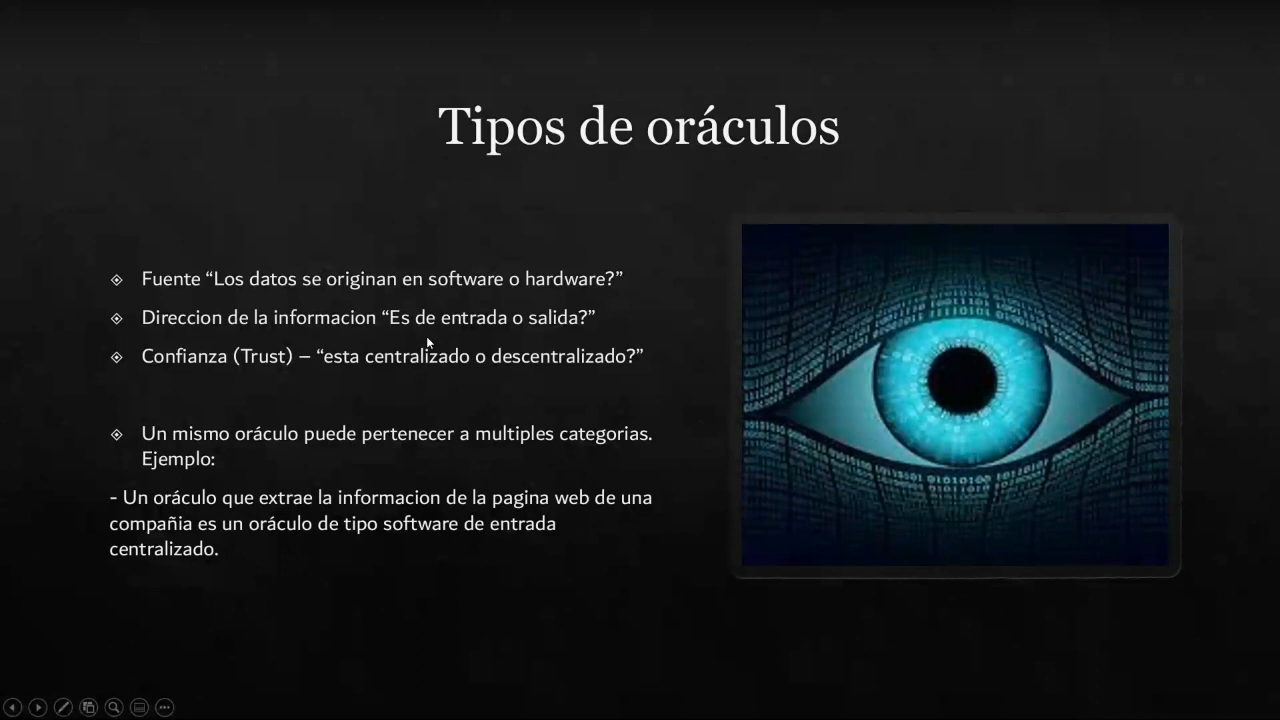 Tipos de oráculos
Fuente “Los datos se originan en software o hardware?”
Direccion de la informacion “Es de entrada o salida?”
Confianza (Trust) – “esta centralizado o descentralizado?”
Un mismo oráculo puede pertenecer a multiples categorias.
Ejemplo:
- Un oráculo que extrae la informacion de la pagina web de una
compañia es un oráculo de tipo software de entrada
centralizado.